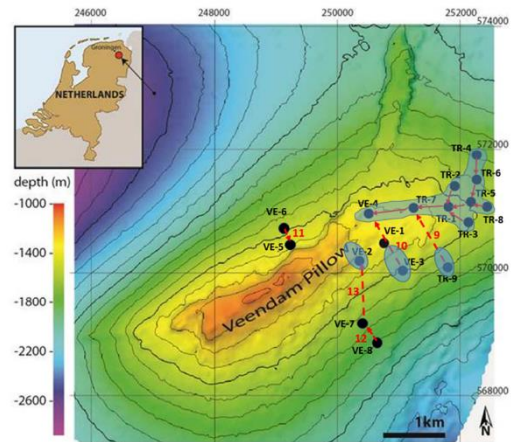 246000 248000 250000 252000
574000
Groningen
NETHERLANDS
depth (m)
-1000
-1400
-1800
-2200
-2600
572000
TR-4
TR-2
TR-6
TR-5
VE-4
TR-7
TR-1
TR-8
TR-3
VE-6
VE-5
11
VE-1
10
9
VE-2
VE-3
TR-9
570000
Veendam Pillow
13
VE-7
12
VE-8
568000
1km
N